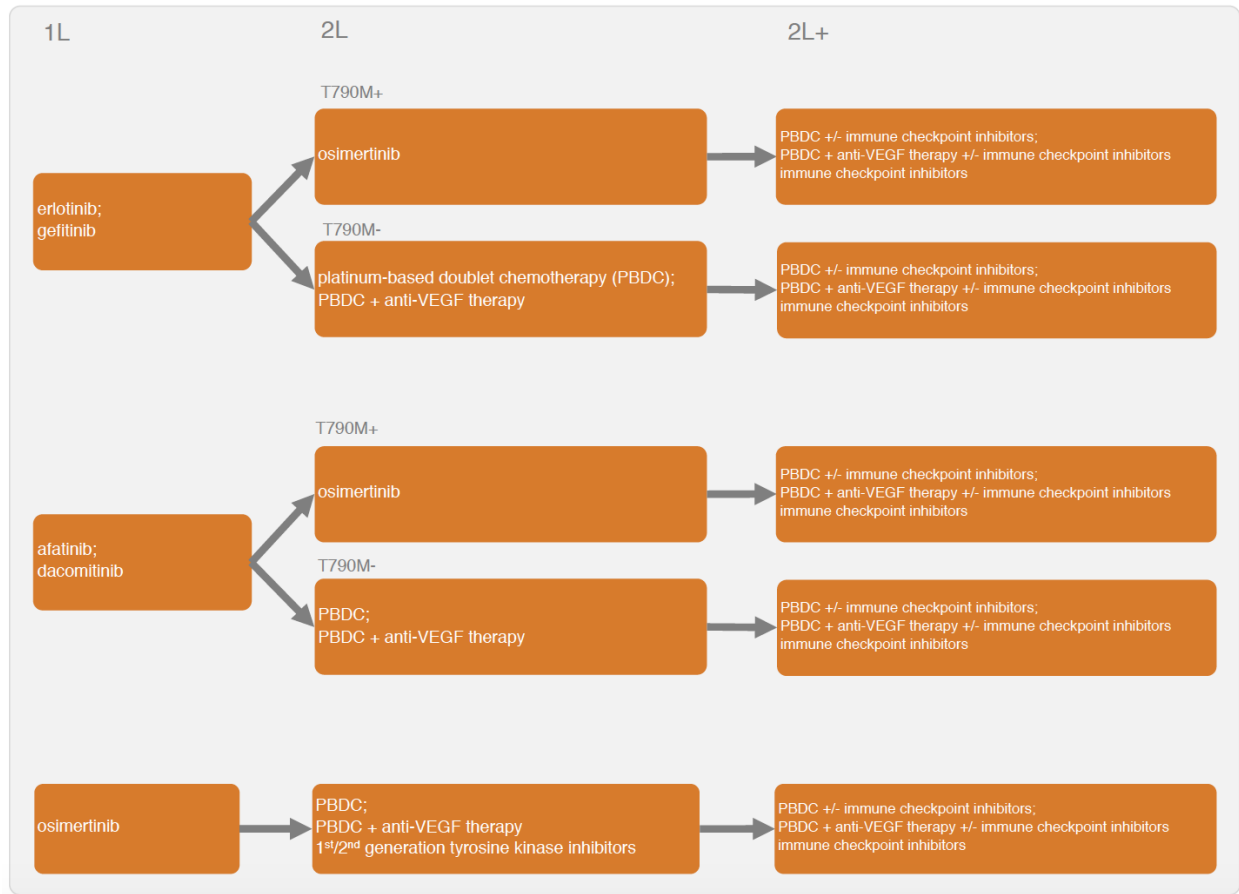 1L
2L
2L+
T790M+
osimertinib
PBDC +/- immune checkpoint inhibitors;
PBDC + anti-VEGF therapy +/- immune checkpoint inhibitors
immune checkpoint inhibitors
erlotinib;
gefitinib
T790M-
platinum-based doublet chemotherapy (PBDC);
PBDC + anti-VEGF therapy
PBDC +/- immune checkpoint inhibitors;
PBDC + anti-VEGF therapy +/- immune checkpoint inhibitors
immune checkpoint inhibitors
T790M+
osimertinib
PBDC +/- immune checkpoint inhibitors;
PBDC + anti-VEGF therapy +/- immune checkpoint inhibitors
immune checkpoint inhibitors
afatinib;
dacomitinib
T790M-
PBDC;
PBDC + anti-VEGF therapy
PBDC +/- immune checkpoint inhibitors;
PBDC + anti-VEGF therapy +/- immune checkpoint inhibitors
immune checkpoint inhibitors
osimertinib
PBDC;
PBDC + anti-VEGF therapy
1st/2nd generation tyrosine kinase inhibitors
PBDC +/- immune checkpoint inhibitors;
PBDC + anti-VEGF therapy +/- immune checkpoint inhibitors
immune checkpoint inhibitors